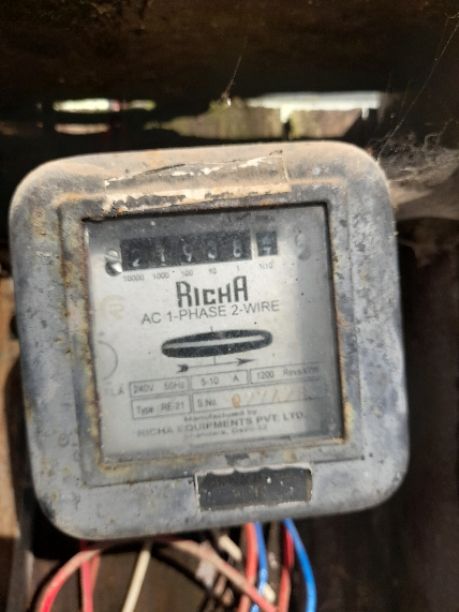 10000 1000 100 10 1 1/10
RICHA
AC 1-PHASE 2-WIRE
240V 50Hz 5-10 A 1200 Revs/kWh
Type : RE-21 S.No.
Manufactured by
RICHA EQUIPMENTS PVT. LTD.